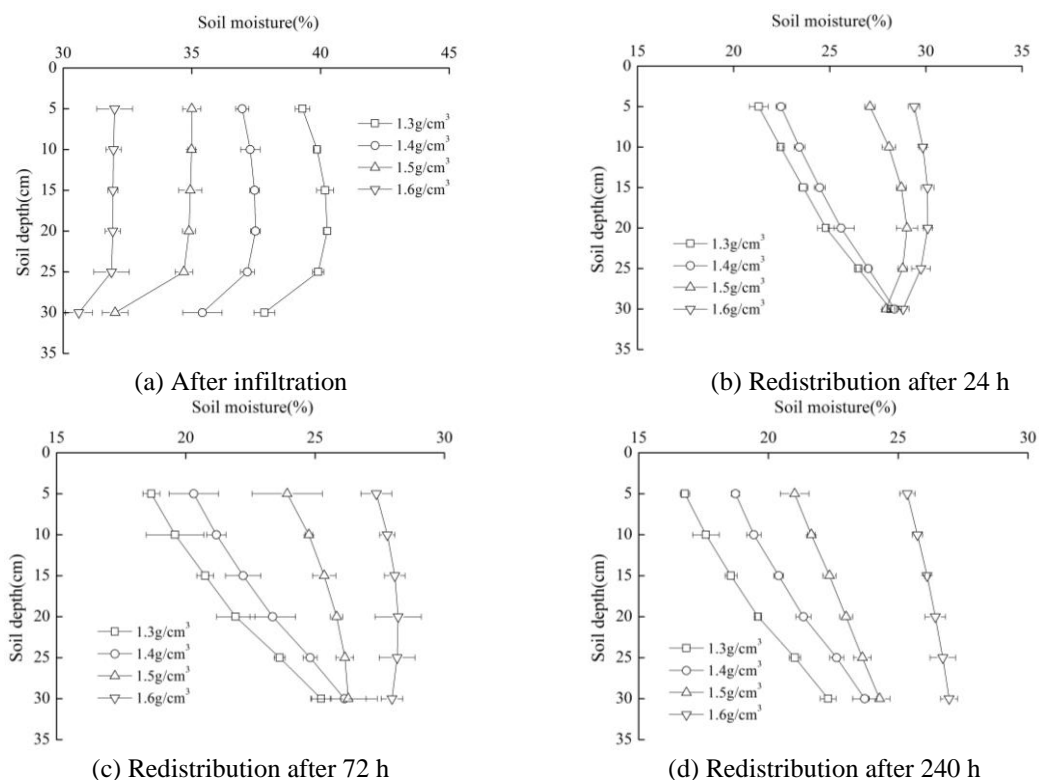 Soil moisture(%)
30 35 40 45
0
5
10
15
20
25
30
35
Soil depth(cm)
1.3g/cm³
1.4g/cm³
1.5g/cm³
1.6g/cm³
(a) After infiltration
Soil moisture(%)
15 20 25 30 35
0
5
10
15
20
25
30
35
Soil depth(cm)
1.3g/cm³
1.4g/cm³
1.5g/cm³
1.6g/cm³
(b) Redistribution after 24 h
Soil moisture(%)
15 20 25 30
0
5
10
15
20
25
30
35
Soil depth(cm)
1.3g/cm³
1.4g/cm³
1.5g/cm³
1.6g/cm³
(c) Redistribution after 72 h
Soil moisture(%)
15 20 25 30
0
5
10
15
20
25
30
35
Soil depth(cm)
1.3g/cm³
1.4g/cm³
1.5g/cm³
1.6g/cm³
(d) Redistribution after 240 h